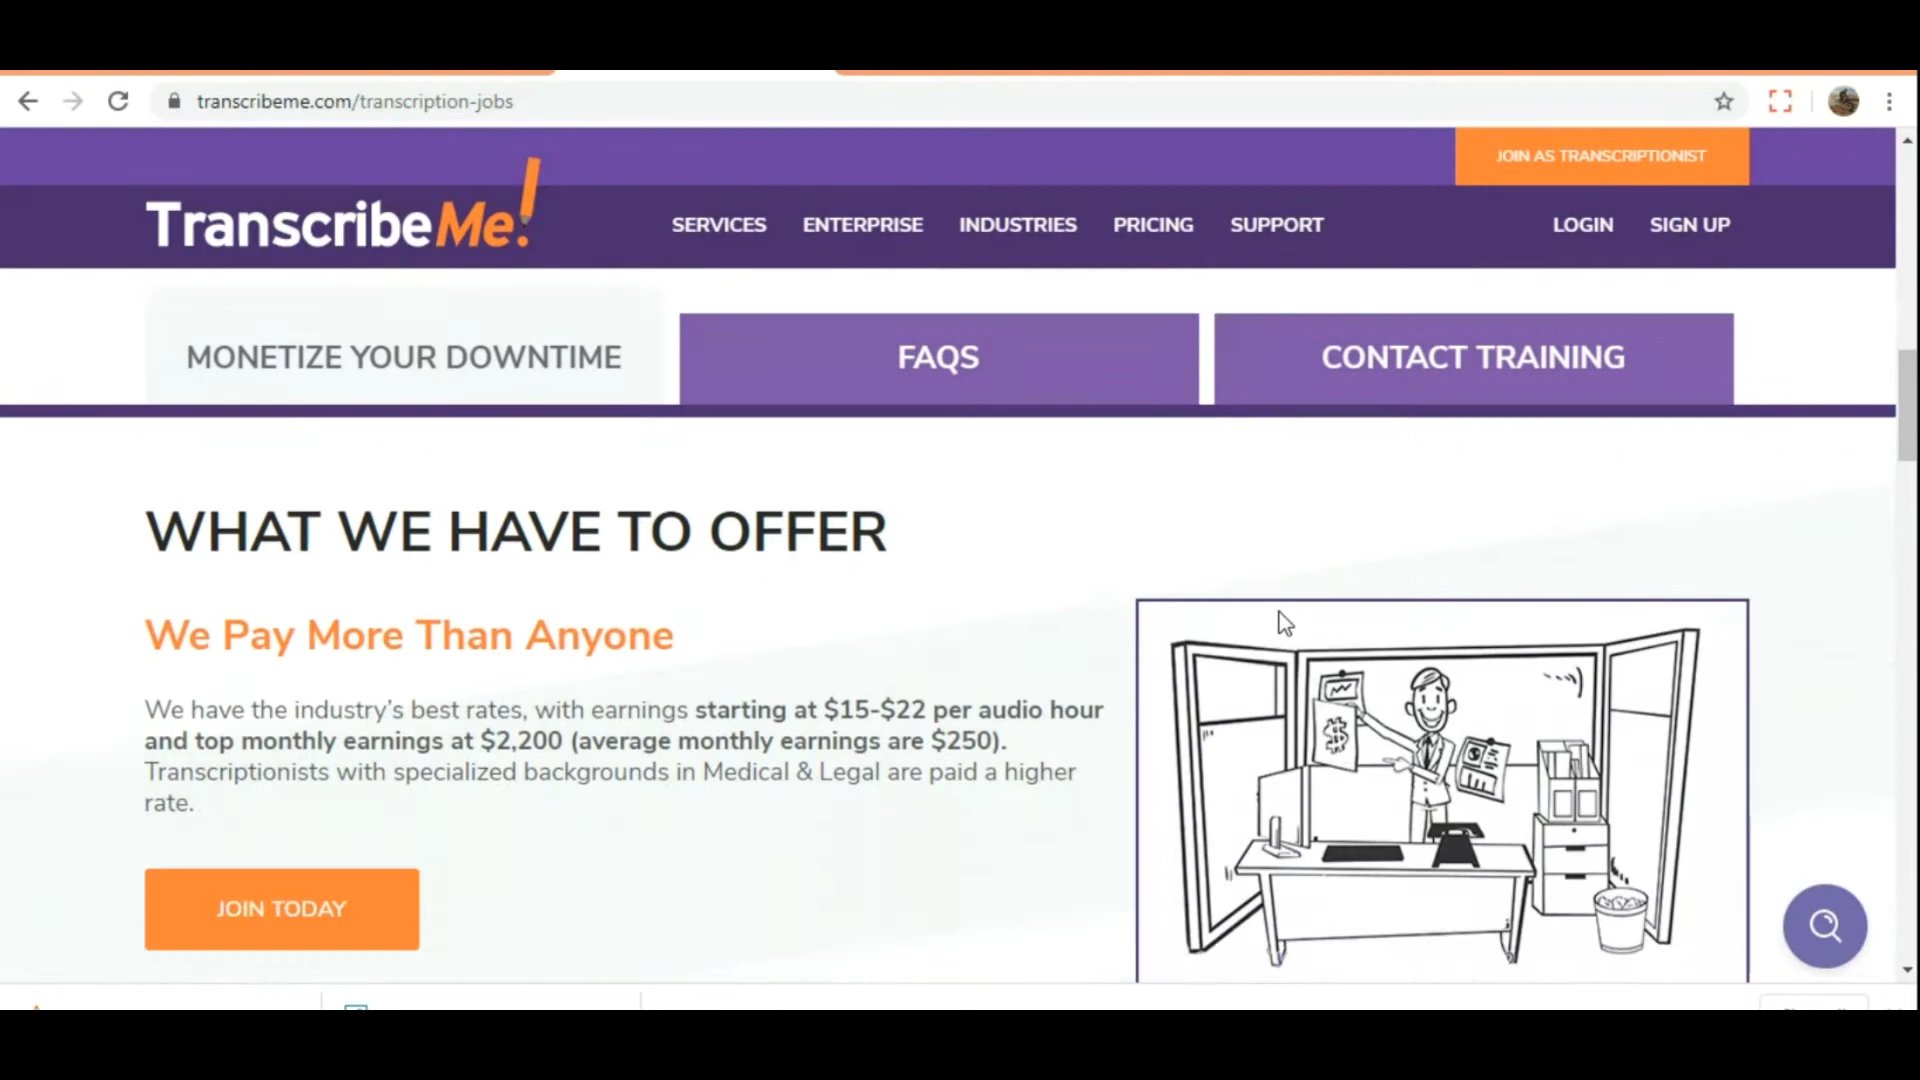 transcribeme.com/transcription-jobs
JOIN AS TRANSCRIPTIONIST
TranscribeMe!
SERVICES ENTERPRISE INDUSTRIES PRICING SUPPORT LOGIN SIGN UP
MONETIZE YOUR DOWNTIME FAQS CONTACT TRAINING
WHAT WE HAVE TO OFFER
We Pay More Than Anyone
We have the industry's best rates, with earnings starting at $15-$22 per audio hour
and top monthly earnings at $2,200 (average monthly earnings are $250).
Transcriptionists with specialized backgrounds in Medical & Legal are paid a higher
rate.
JOIN TODAY
$